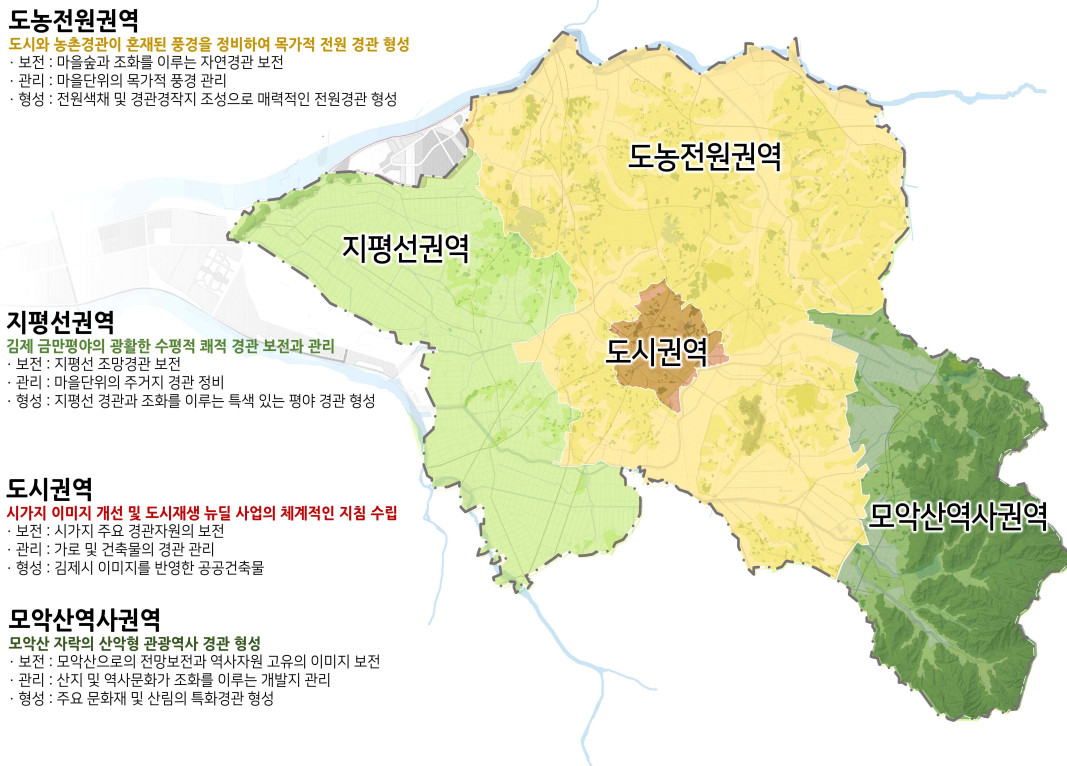 도농전원권역
도시와 농촌경관이 혼재된 풍경을 정비하여 목가적 전원 경관 형성
· 보전 : 마을숲과 조화를 이루는 자연경관 보전
· 관리 : 마을단위의 목가적 풍경 관리
· 형성 : 전원색채 및 경관경작지 조성으로 매력적인 전원경관 형성
도농전원권역
지평선권역
지평선권역
김제 금만평야의 광활한 수평적 쾌적 경관 보전과 관리
· 보전 : 지평선 조망경관 보전
· 관리 : 마을단위의 주거지 경관 정비
· 형성 : 지평선 경관과 조화를 이루는 특색 있는 평야 경관 형성
도시권역
도시권역
시가지 이미지 개선 및 도시재생 뉴딜 사업의 체계적인 지침 수립
· 보전 : 시가지 주요 경관자원의 보전
· 관리 : 가로 및 건축물의 경관 관리
· 형성 : 김제시 이미지를 반영한 공공건축물
모악산역사권역
모악산역사권역
모악산 자락의 산악형 관광역사 경관 형성
· 보전 : 모악산으로의 전망보전과 역사자원 고유의 이미지 보전
· 관리 : 산지 및 역사문화가 조화를 이루는 개발지 관리
· 형성 : 주요 문화재 및 산림의 특화경관 형성